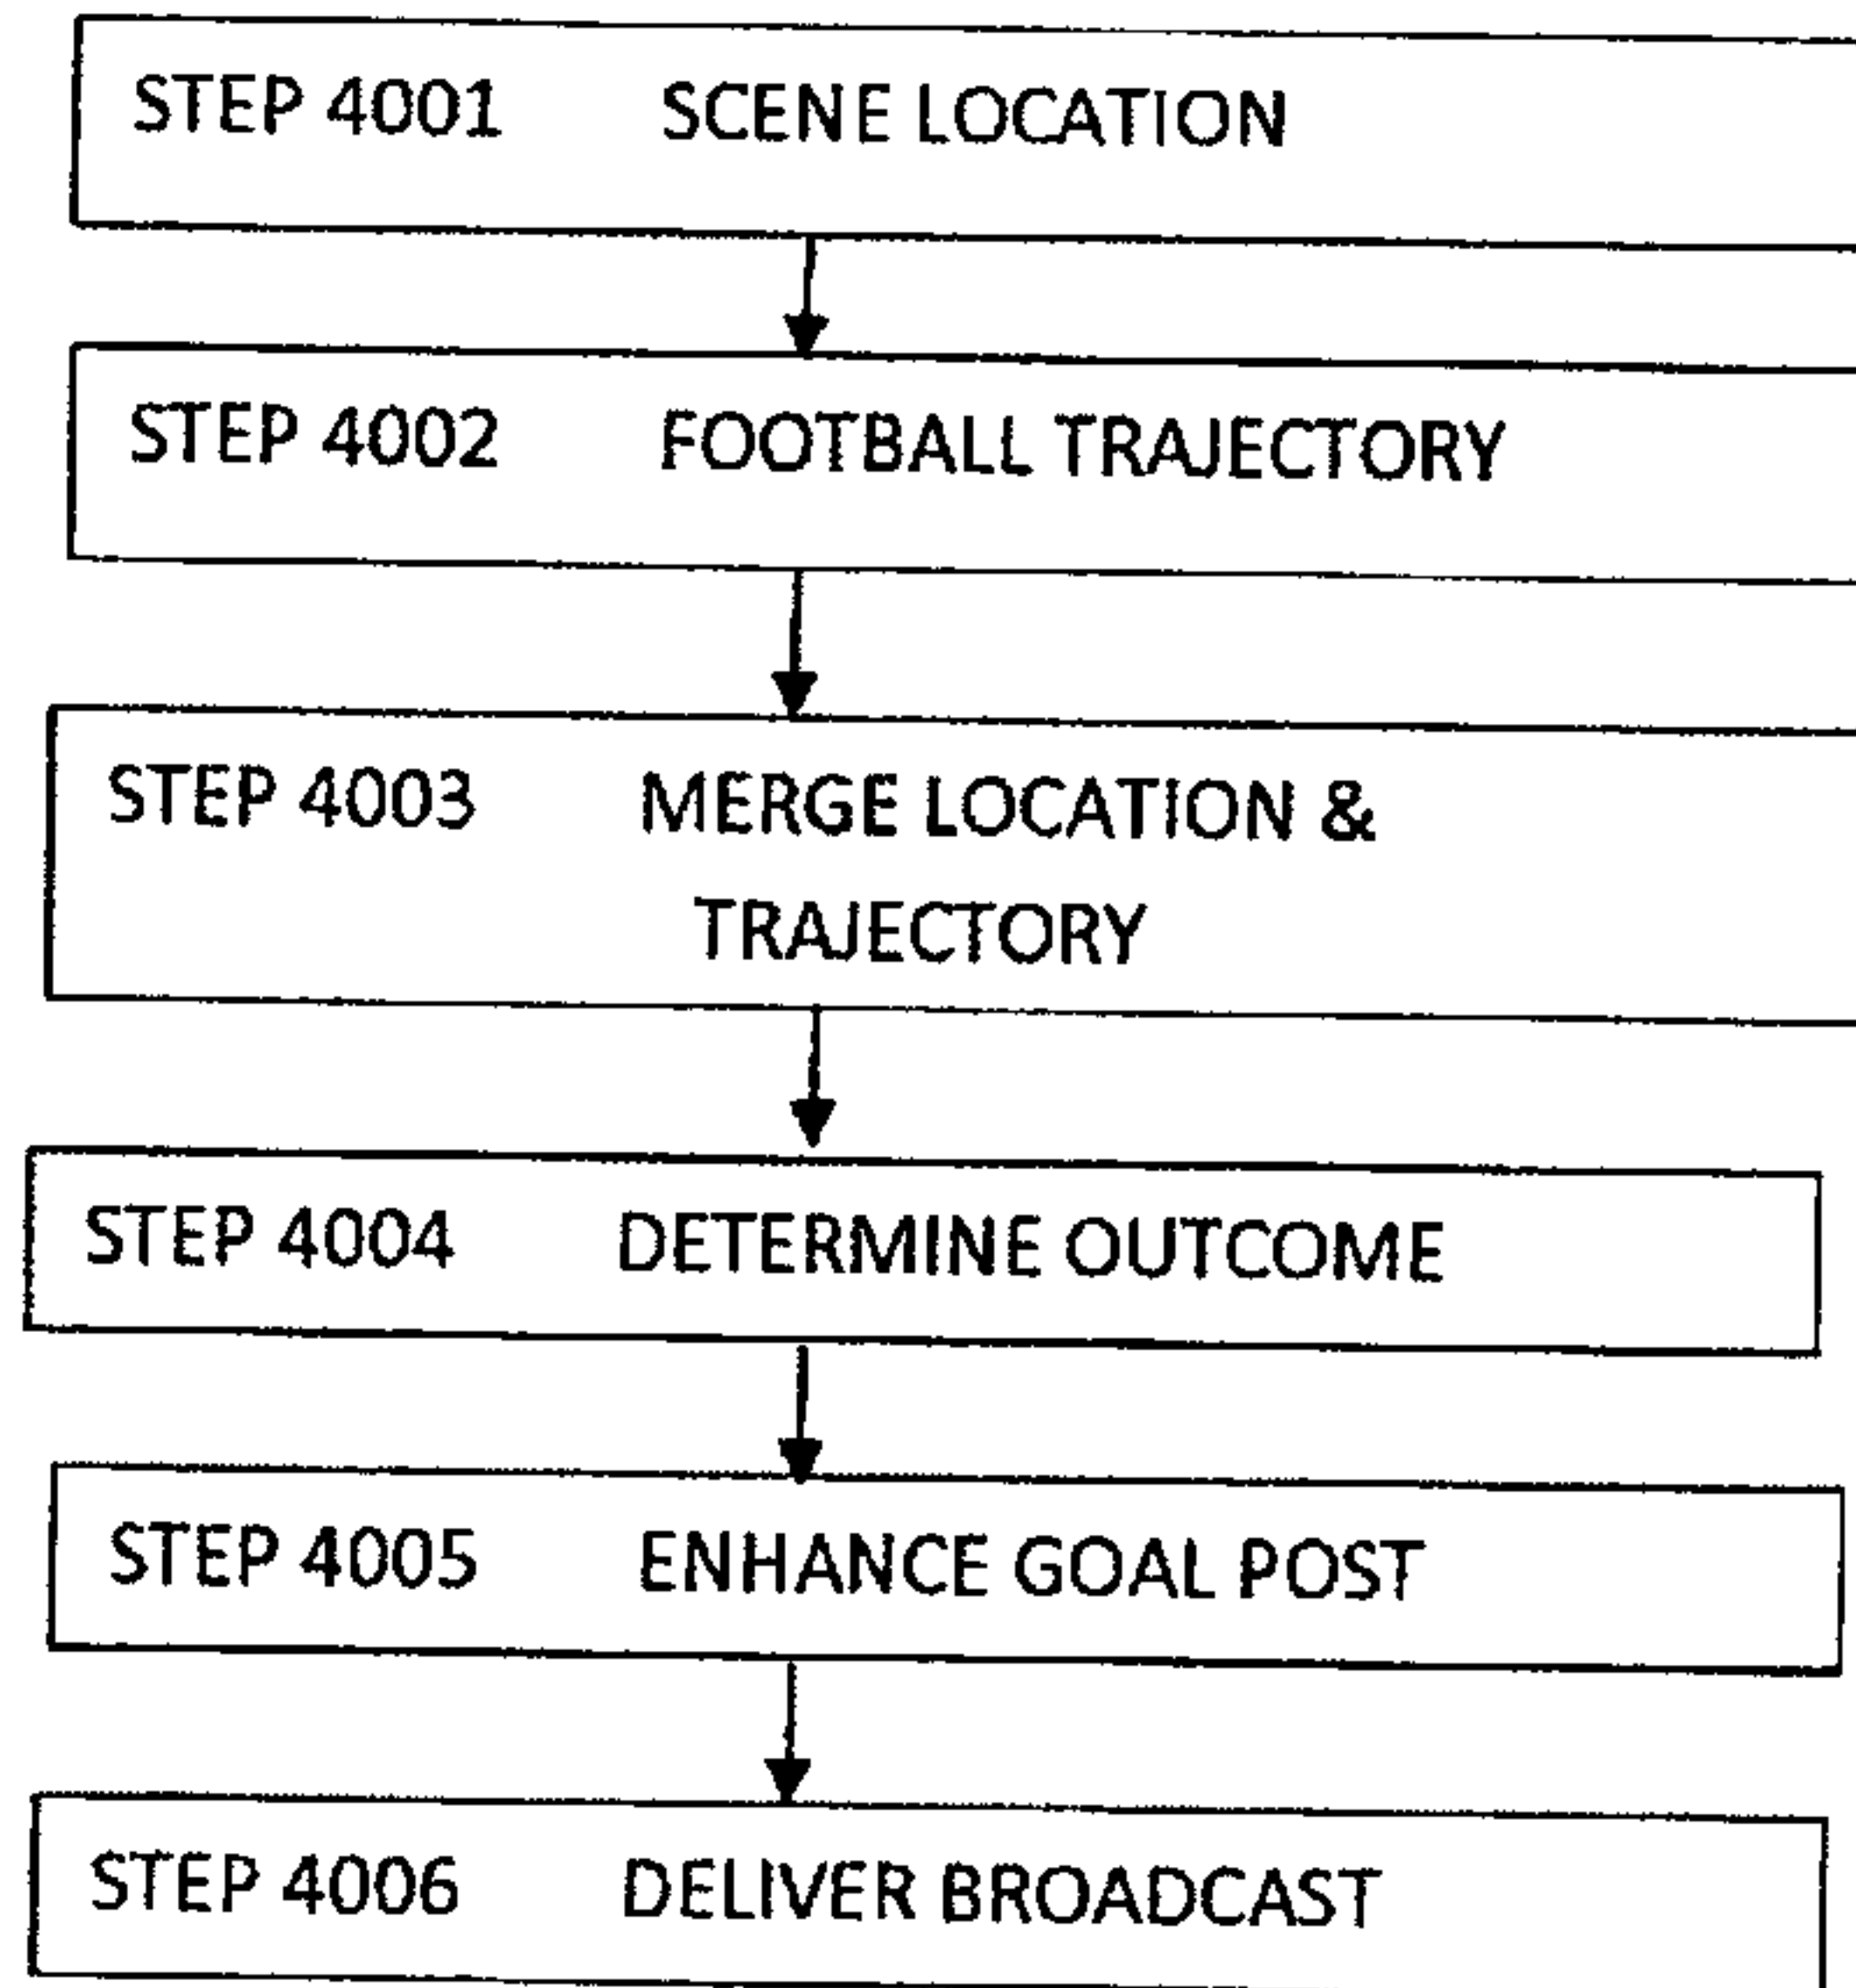 STEP 4001 SCENE LOCATION
STEP 4002 FOOTBALL TRAJECTORY
STEP 4003 MERGE LOCATION &
TRAJECTORY
STEP 4004 DETERMINE OUTCOME
STEP 4005 ENHANCE GOAL POST
STEP 4006 DELIVER BROADCAST